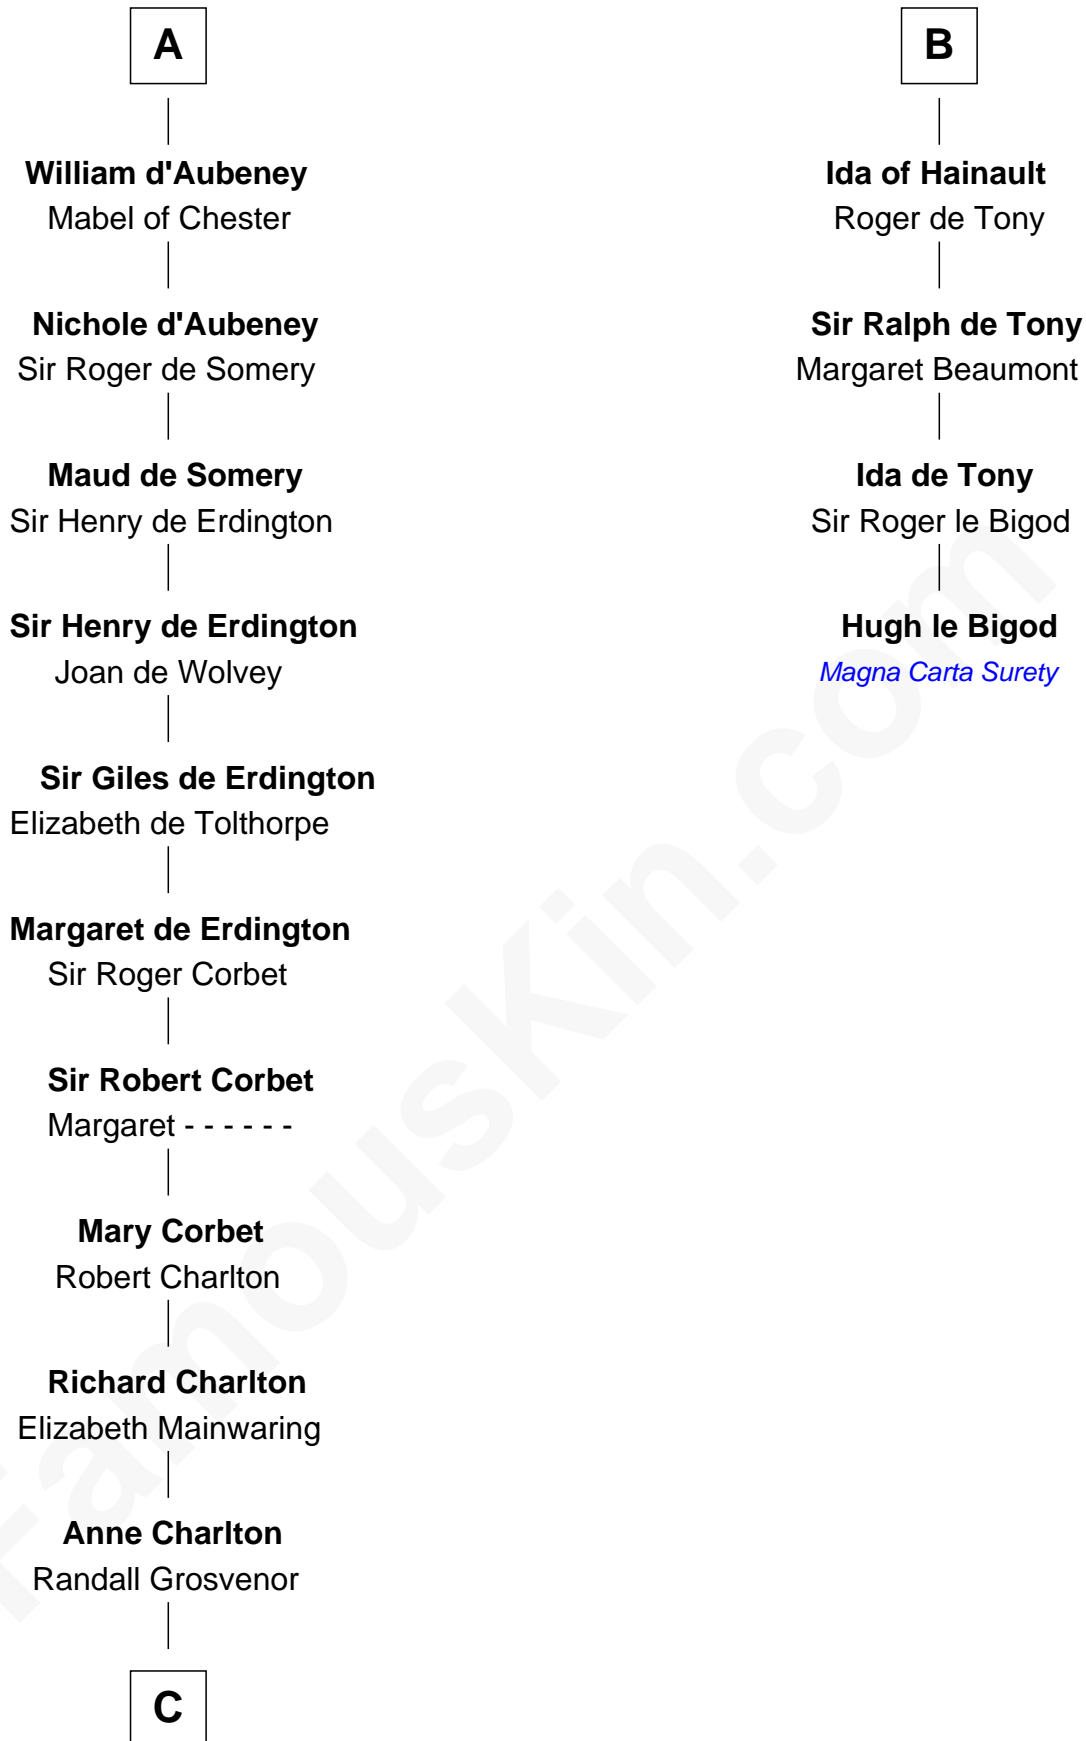 A
William d'Aubeney
Mabel of Chester
Nichole d'Aubeney
Sir Roger de Somery
Maud de Somery
Sir Henry de Erdington
Sir Henry de Erdington
Joan de Wolvey
Sir Giles de Erdington
Elizabeth de Tolthorpe
Margaret de Erdington
Sir Roger Corbet
Sir Robert Corbet
Margaret - - - - - -
Mary Corbet
Robert Charlton
Richard Charlton
Elizabeth Mainwaring
Anne Charlton
Randall Grosvenor
C
B
Ida of Hainault
Roger de Tony
Sir Ralph de Tony
Margaret Beaumont
Ida de Tony
Sir Roger le Bigod
Hugh le Bigod
Magna Carta Surety
FamousKin.com